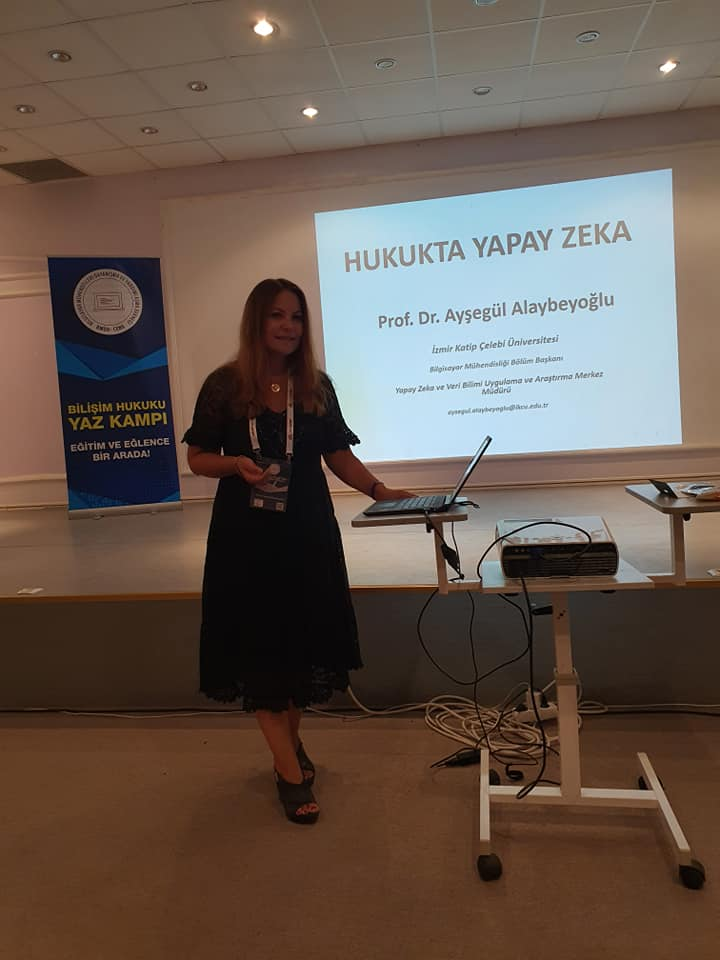 BİLİŞİM HUKUKU
YAZ KAMPI
EĞİTİM VE EĞLENCE
BİR ARADA!
HUKUKTA YAPAY ZEKA
Prof. Dr. Ayşegül Alaybeyoğlu
İzmir Katip Çelebi Üniversitesi
Bilgisayar Mühendisliği Bölüm Başkanı
Yapay Zeka ve Veri Bilimi Uygulama ve Araştırma Merkez
Müdürü
aysegul.alaybeyoglu@ikcu.edu.tr